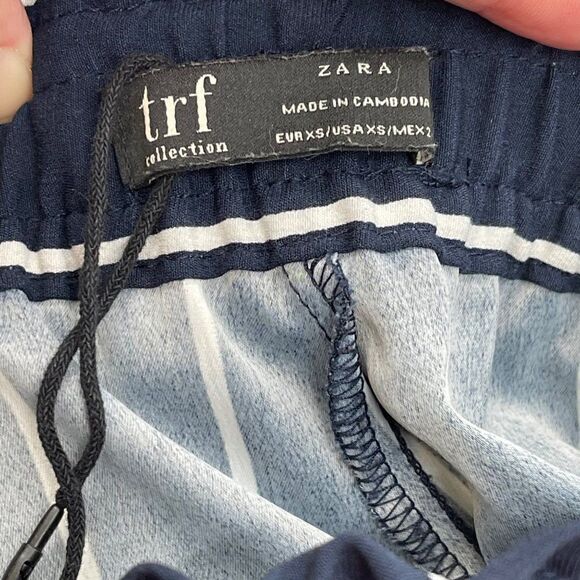 trf
collection
ZARA
MADE IN CAMBODIA
EUR XS/USA XS/MEX 2